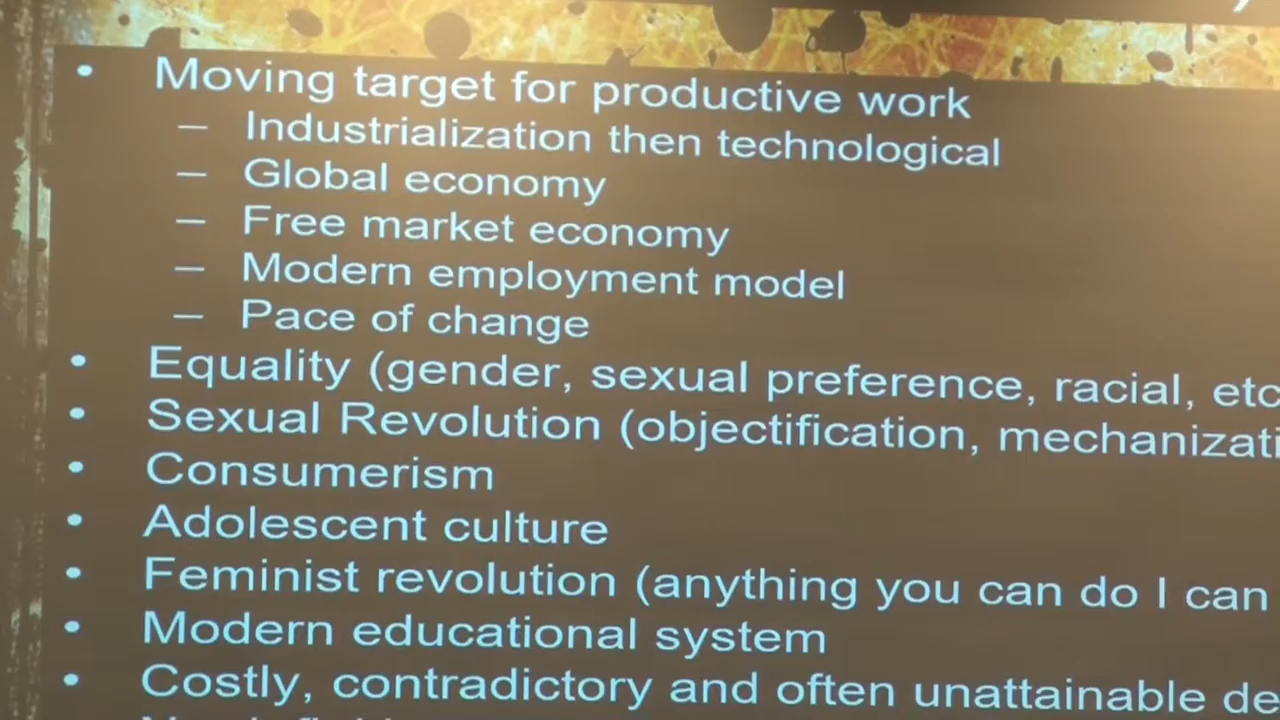 • Moving target for productive work
– Industrialization then technological
– Global economy
– Free market economy
– Modern employment model
– Pace of change
• Equality (gender, sexual preference, racial, etc
• Sexual Revolution (objectification, mechanizati
• Consumerism
• Adolescent culture
• Feminist revolution (anything you can do I can
• Modern educational system
• Costly, contradictory and often unattainable de